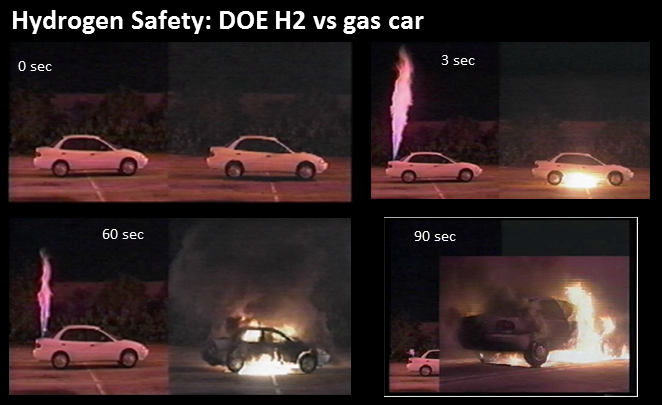 Hydrogen Safety: DOE H2 vs gas car
0 sec
3 sec
60 sec
90 sec